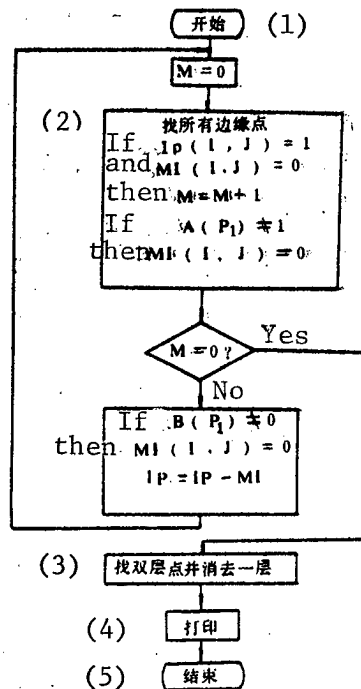 开始 (1)
M=0
(2) 找所有边缘点
If Ip(I,J)=1
and MI(I.J)=0
then M=M+1
If A(P₁)≠1
then MI(I,J)=0
M=0? Yes
No
If B(P₁)≠0
then MI(I,J)=0
IP=IP-MI
(3) 找双层点并消去一层
(4) 打印
(5) 结束